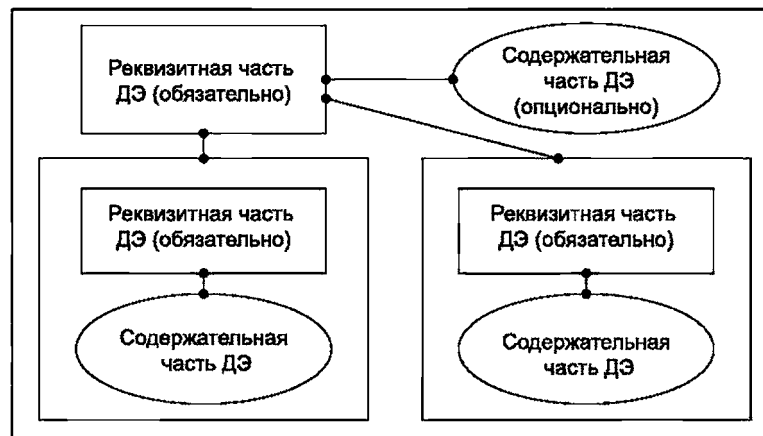 Реквизитная часть
ДЭ (обязательно)
Содержательная
часть ДЭ
(опционально)
Реквизитная часть
ДЭ (обязательно)
Содержательная
часть ДЭ
Реквизитная часть
ДЭ (обязательно)
Содержательная
часть ДЭ